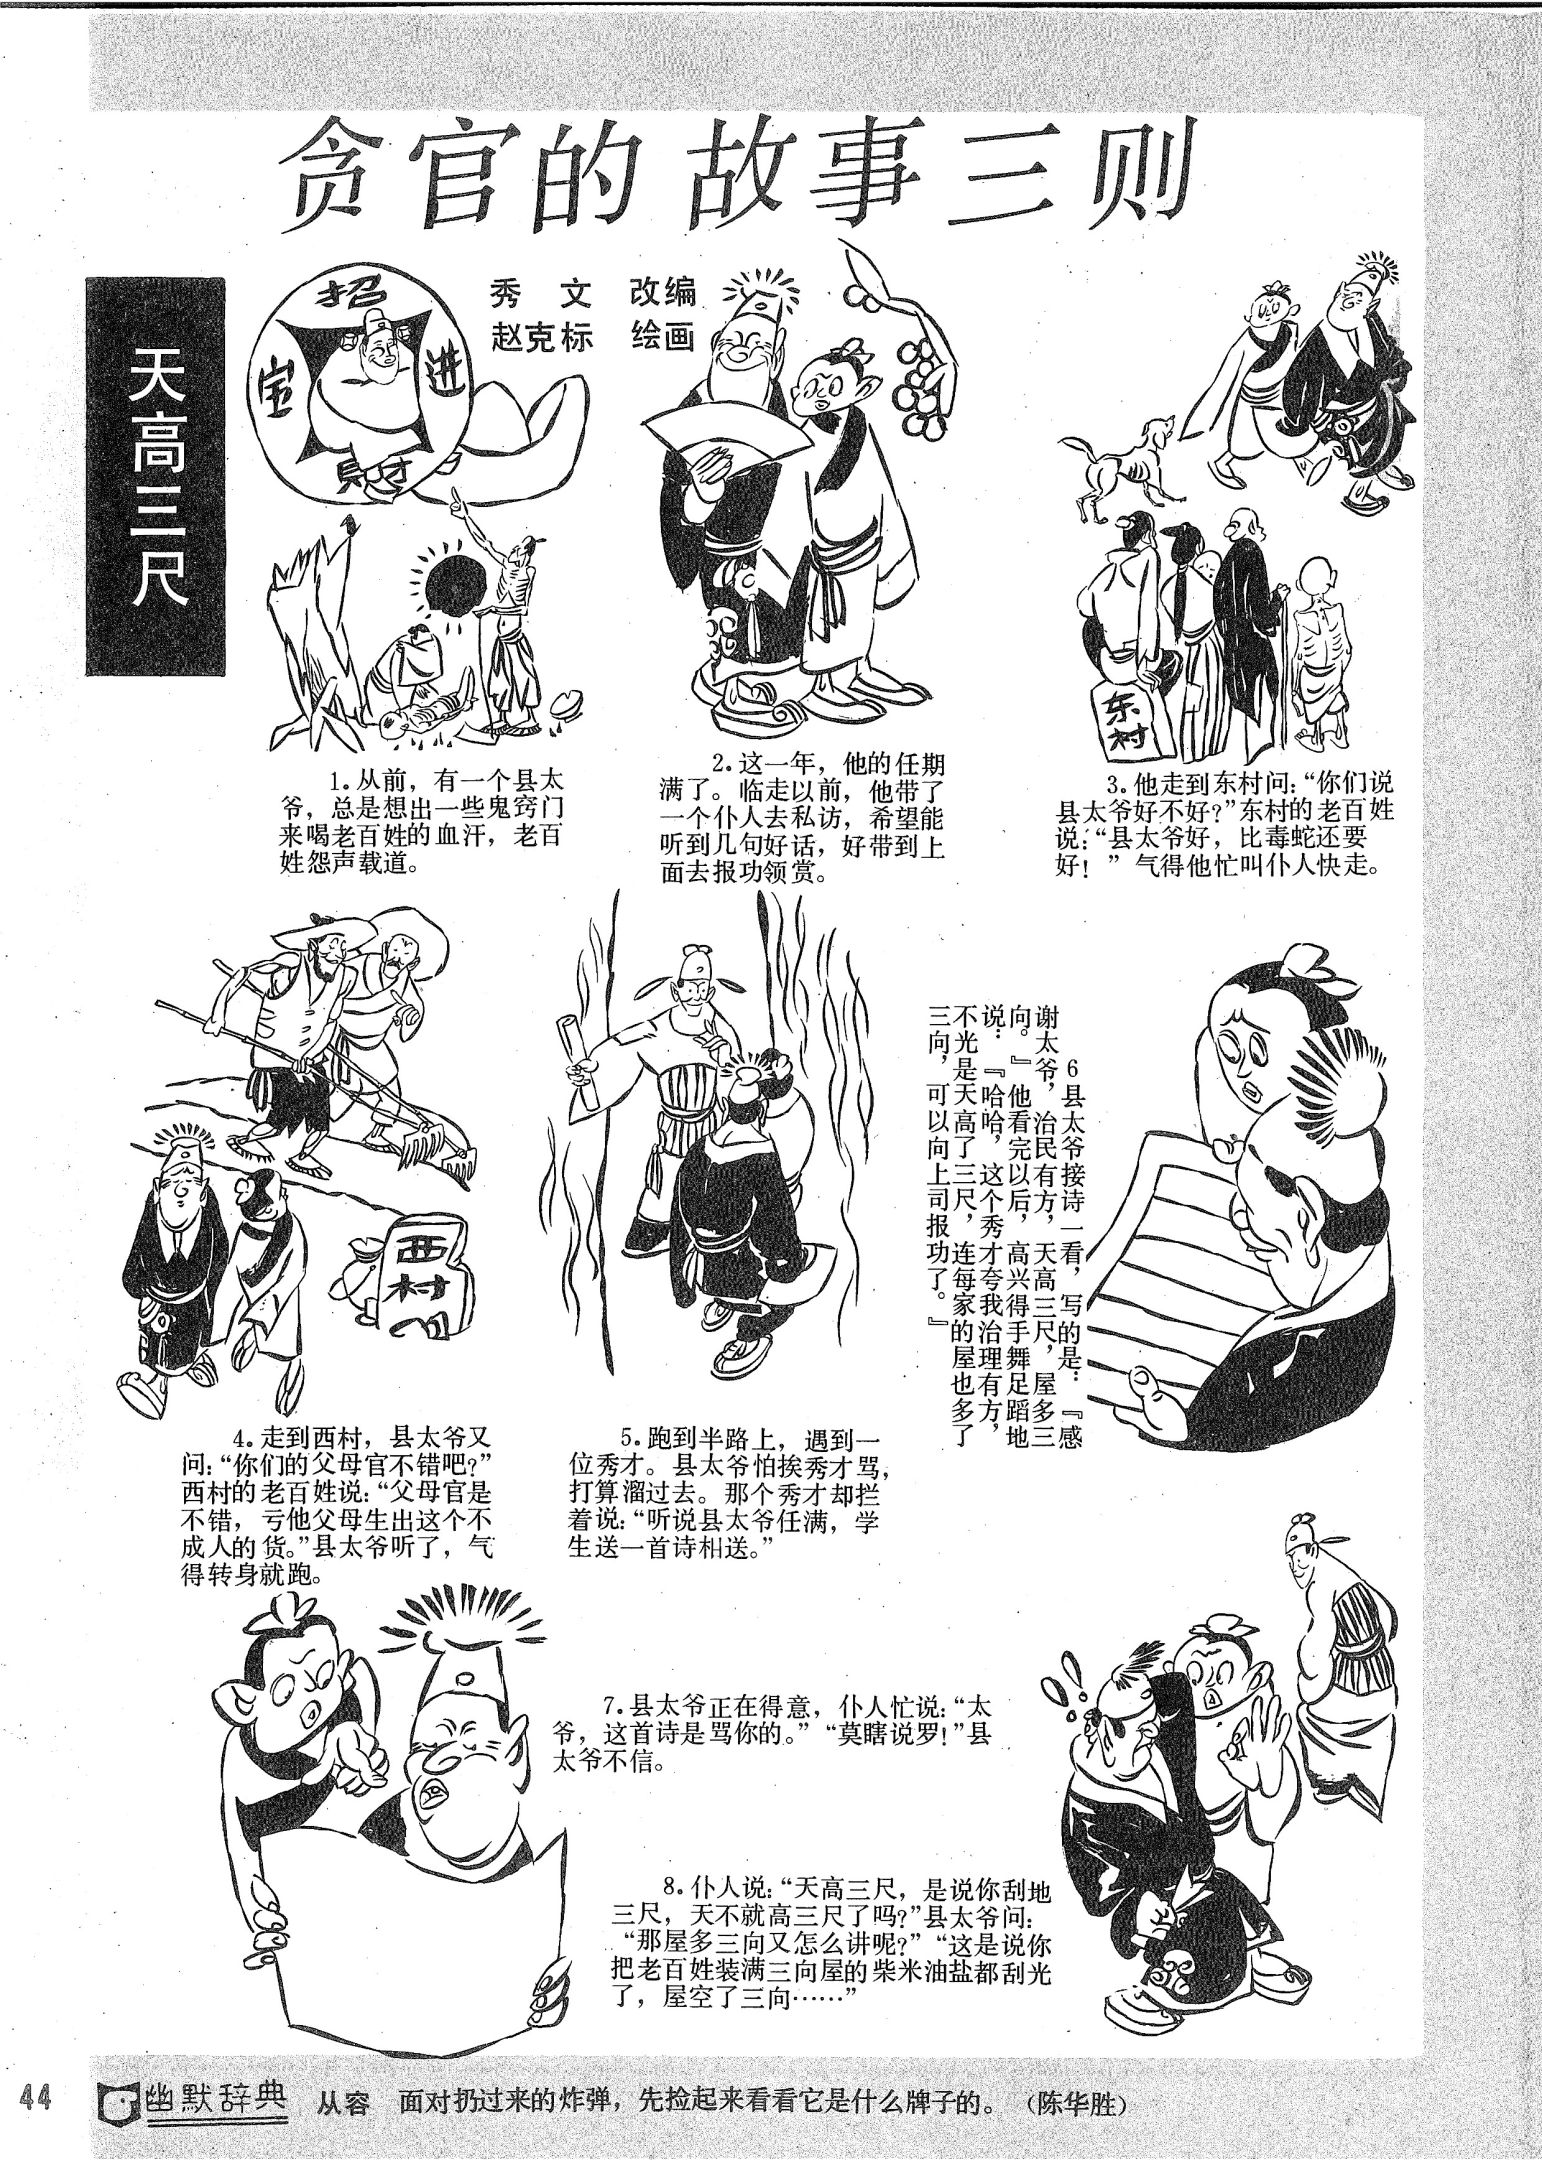 贪官的故事三则
天高三尺
秀文 改编
赵克标 绘画
招
宝 进
财
东
村
1.从前，有一个县太
爷，总是想出一些鬼窍门
来喝老百姓的血汗，老百
姓怨声载道。
2.这一年，他的任期
满了。临走以前，他带了
一个仆人去私访，希望能
听到几句好话，好带到上
面去报功领赏。
3.他走到东村问：“你们说
县太爷好不好？”东村的老百姓
说：“县太爷好，比毒蛇还要
好！”气得他忙叫仆人快走。
西
村
4.走到西村，县太爷又
问：“你们的父母官不错吧？”
西村的老百姓说：“父母官是
不错，亏他父母生出这个不
成人的货。”县太爷听了，气
得转身就跑。
5.跑到半路上，遇到一
位秀才。县太爷怕挨秀才骂，
打算溜过去。那个秀才却拦
着说：“听说县太爷任满，学
生送一首诗相送。”
6县太爷接诗一看，写的是：『感
谢太爷，治民有方，天高三尺，屋多三
向。』他看完以后，高兴得手舞足蹈地
说：『哈哈，这个秀才夸我治理有方，
不光是天高了三尺，连每家的屋也多了
三向，可以向上司报功了。』
7.县太爷正在得意，仆人忙说：“太
爷，这首诗是骂你的。”“莫瞎说罗！”县
太爷不信。
8.仆人说：“天高三尺，是说你刮地
三尺，天不就高三尺了吗？”县太爷问：
“那屋多三向又怎么讲呢？”“这是说你
把老百姓装满三向屋的柴米油盐都刮光
了，屋空了三向……”
44 幽默辞典 从容 面对扔过来的炸弹，先捡起来看看它是什么牌子的。（陈华胜）